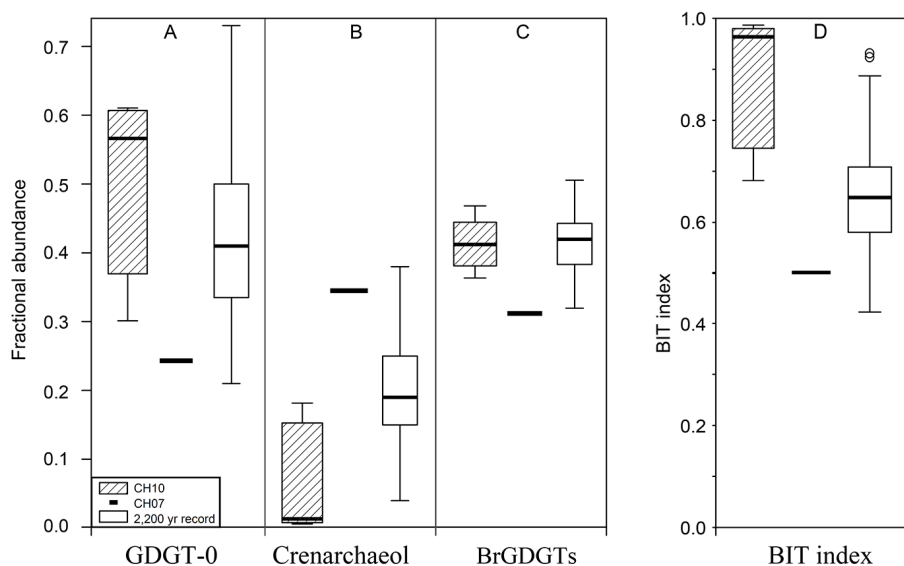 A
B
C
D
Fractional abundance
0.7
0.6
0.5
0.4
0.3
0.2
0.1
0.0
CH10
CH07
2,200 yr record
GDGT-0
Crenarchaeol
BrGDGTs
BIT index
1.0
0.8
0.6
0.4
0.2
0.0
BIT index